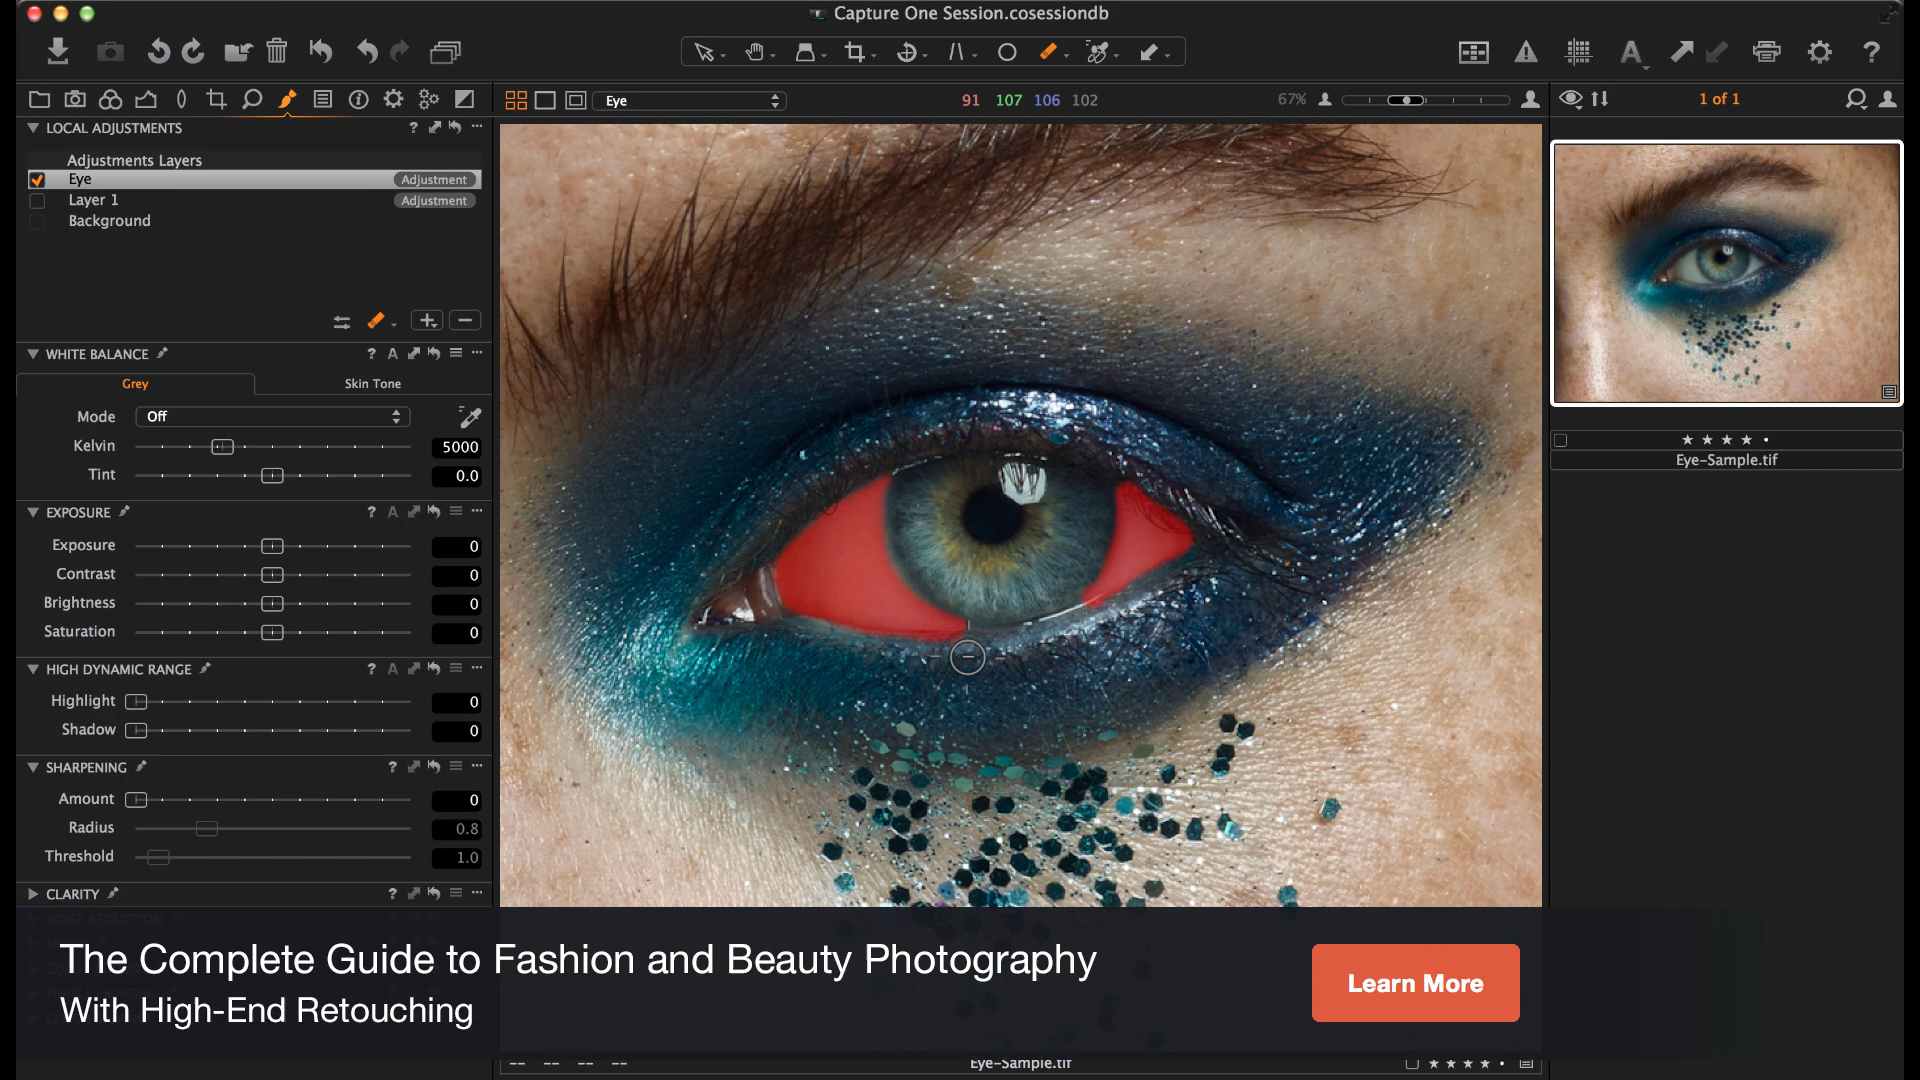 Capture One Session.cosessiondb
Eye
91 107 106 102
67%
1 of 1
LOCAL ADJUSTMENTS
Adjustments Layers
Eye Adjustment
Layer 1 Adjustment
Background
WHITE BALANCE
Grey Skin Tone
Mode Off
Kelvin 5000
Tint 0.0
EXPOSURE
Exposure 0
Contrast 0
Brightness 0
Saturation 0
HIGH DYNAMIC RANGE
Highlight 0
Shadow 0
SHARPENING
Amount 0
Radius 0.8
Threshold 1.0
CLARITY
NOISE REDUCTION
Eye-Sample.tif
The Complete Guide to Fashion and Beauty Photography
With High-End Retouching
Learn More
Eye-Sample.tif